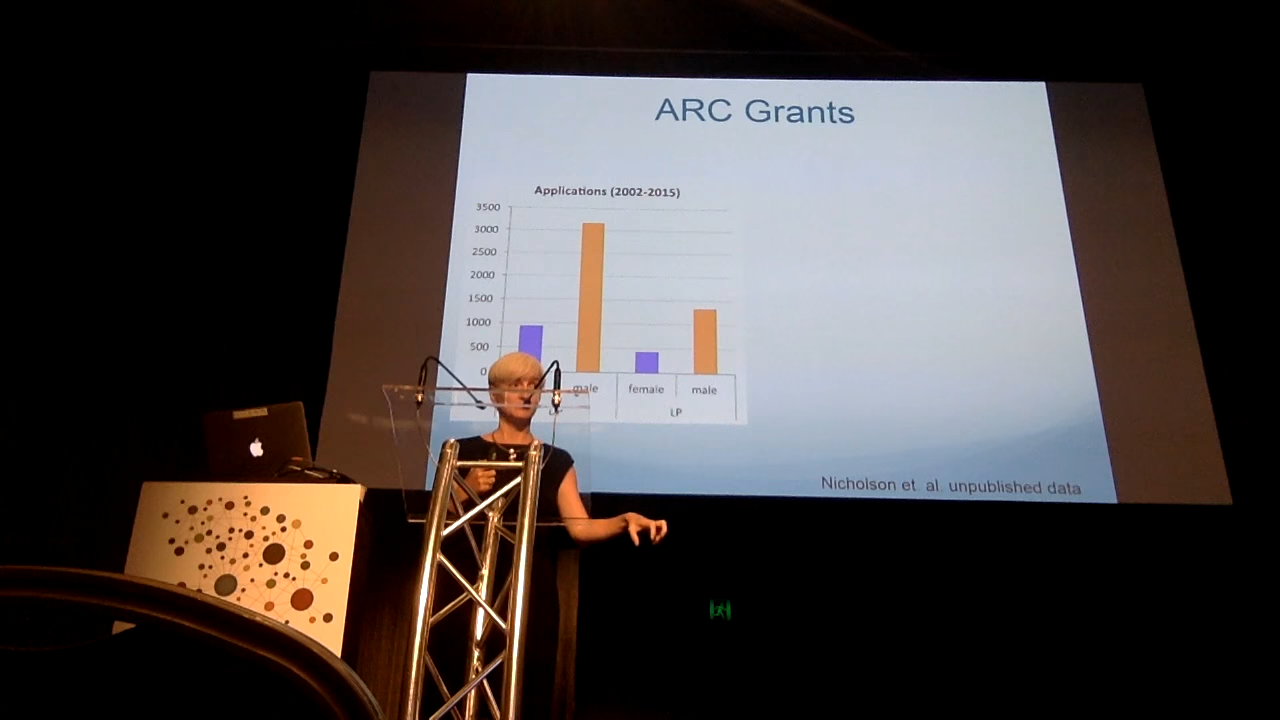 ARC Grants
Applications (2002-2015)
3500
3000
2500
2000
1500
1000
500
0
male female male
LP
Nicholson et. al. unpublished data